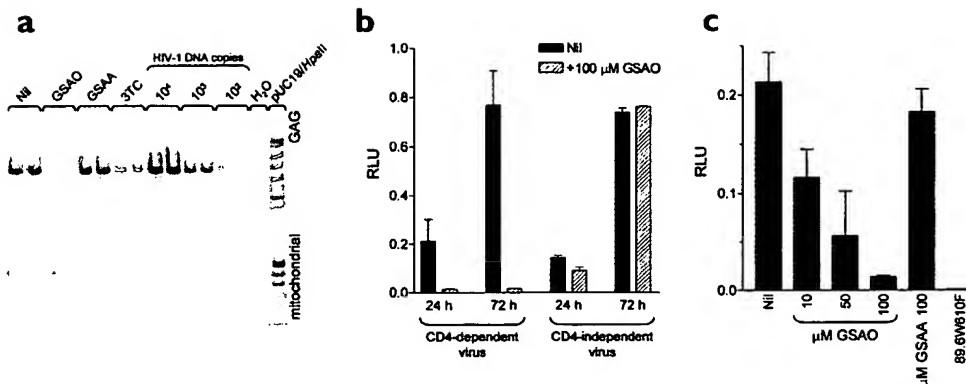 a
HIV-1 DNA copies
Nil
GSAO
GSAA
3TC
10⁴
10³
10²
H₂O
pUC19/HpaII
GAG
mitochondrial
b
Nil
+100 μM GSAO
RLU
1.0
0.8
0.6
0.4
0.2
0.0
24 h
72 h
24 h
72 h
CD4-dependent
virus
CD4-independent
virus
c
RLU
0.2
0.1
0.0
Nil
10
50
100
μM GSAO
μM GSAA 100
89.6W610F